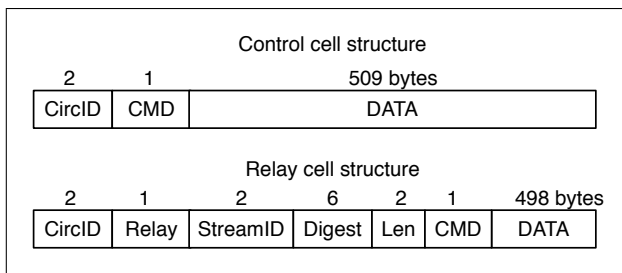 Control cell structure
2 1 509 bytes
CircID CMD DATA
Relay cell structure
2 1 2 6 2 1 498 bytes
CircID Relay StreamID Digest Len CMD DATA